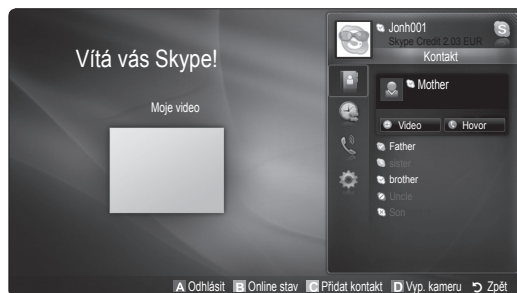 Jonh001
Skype Credit 2.03 EUR
Kontakt
Vítá vás Skype!
Moje video
Mother
Video
Hovor
Father
sister
brother
Uncle
Son
A Odhlásit B Online stav C Přidat kontakt D Vyp. kameru Zpět